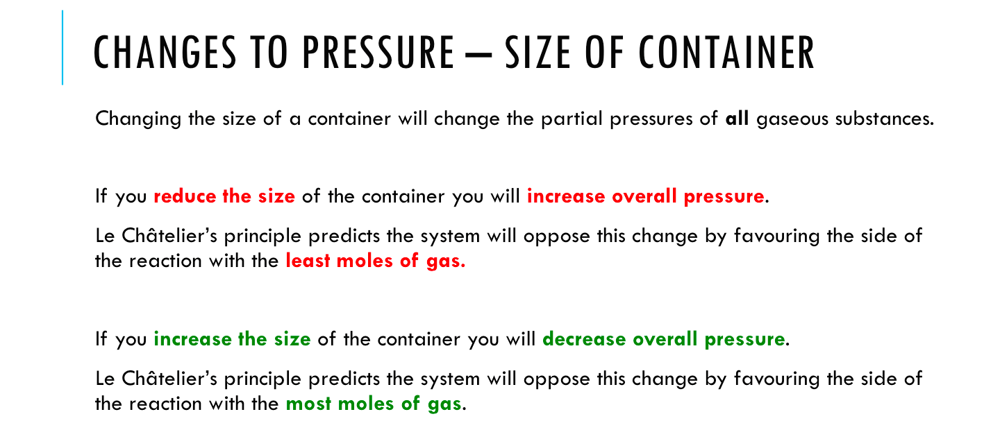 CHANGES TO PRESSURE – SIZE OF CONTAINER
Changing the size of a container will change the partial pressures of all gaseous substances.
If you reduce the size of the container you will increase overall pressure.
Le Châtelier’s principle predicts the system will oppose this change by favouring the side of
the reaction with the least moles of gas.
If you increase the size of the container you will decrease overall pressure.
Le Châtelier’s principle predicts the system will oppose this change by favouring the side of
the reaction with the most moles of gas.